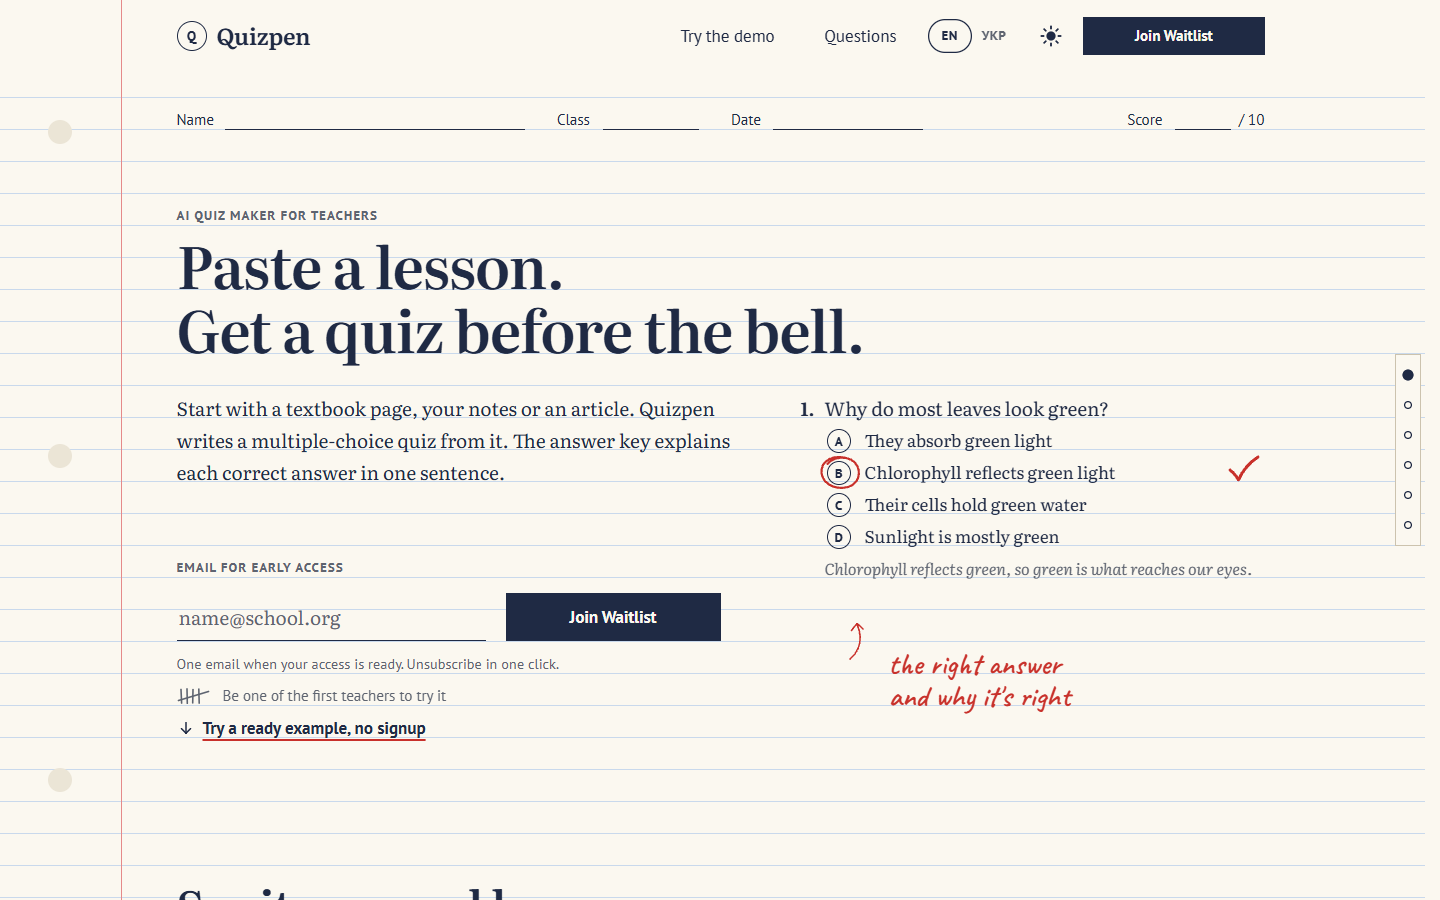 Q Quizpen
Try the demo
Questions
EN
УКР
Join Waitlist
Name
Class
Date
Score
/ 10
AI QUIZ MAKER FOR TEACHERS
Paste a lesson.
Get a quiz before the bell.
Start with a textbook page, your notes or an article. Quizpen
writes a multiple-choice quiz from it. The answer key explains
each correct answer in one sentence.
EMAIL FOR EARLY ACCESS
name@school.org
Join Waitlist
One email when your access is ready. Unsubscribe in one click.
Be one of the first teachers to try it
Try a ready example, no signup
1. Why do most leaves look green?
A They absorb green light
B Chlorophyll reflects green light
C Their cells hold green water
D Sunlight is mostly green
Chlorophyll reflects green, so green is what reaches our eyes.
the right answer
and why it's right